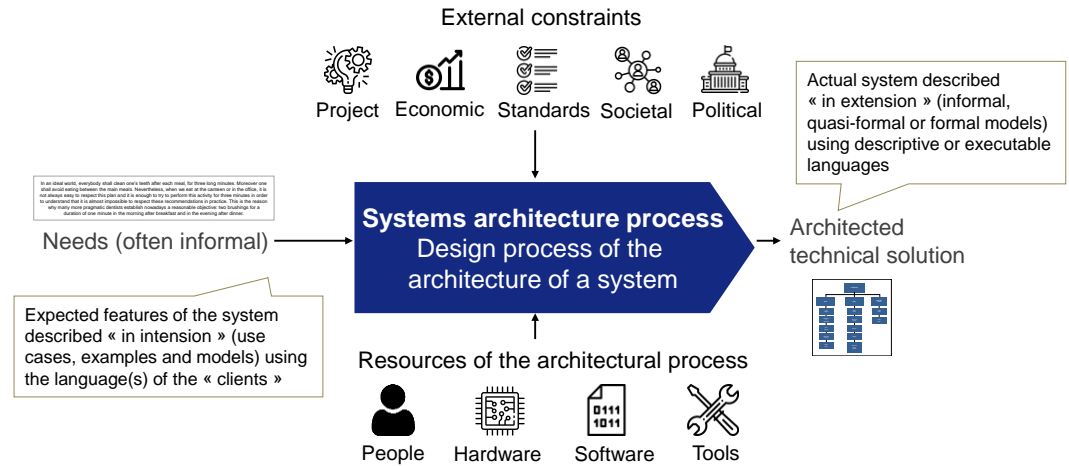 External constraints
Project
Economic
Standards
Societal
Political
Actual system described
« in extension » (informal,
quasi-formal or formal models)
using descriptive or executable
languages
In an ideal world, everybody shall clean one's teeth after each meal, for three long minutes. Moreover one
shall avoid eating between the main meals. Nevertheless, when we eat at the canteen or in the office, it is
not always easy to respect this plan and it is enough to try to perform this activity for three minutes in order
to understand that it is almost impossible to respect these recommendations in practice. This is the reason
why many more pragmatic dentists establish nowadays a reasonable objective: two brushings for a
duration of one minute in the morning after breakfast and in the evening after dinner.
Needs (often informal)
Systems architecture process
Design process of the
architecture of a system
Architected
technical solution
Expected features of the system
described « in intension » (use
cases, examples and models) using
the language(s) of the « clients »
Resources of the architectural process
0111
1011
People
Hardware
Software
Tools